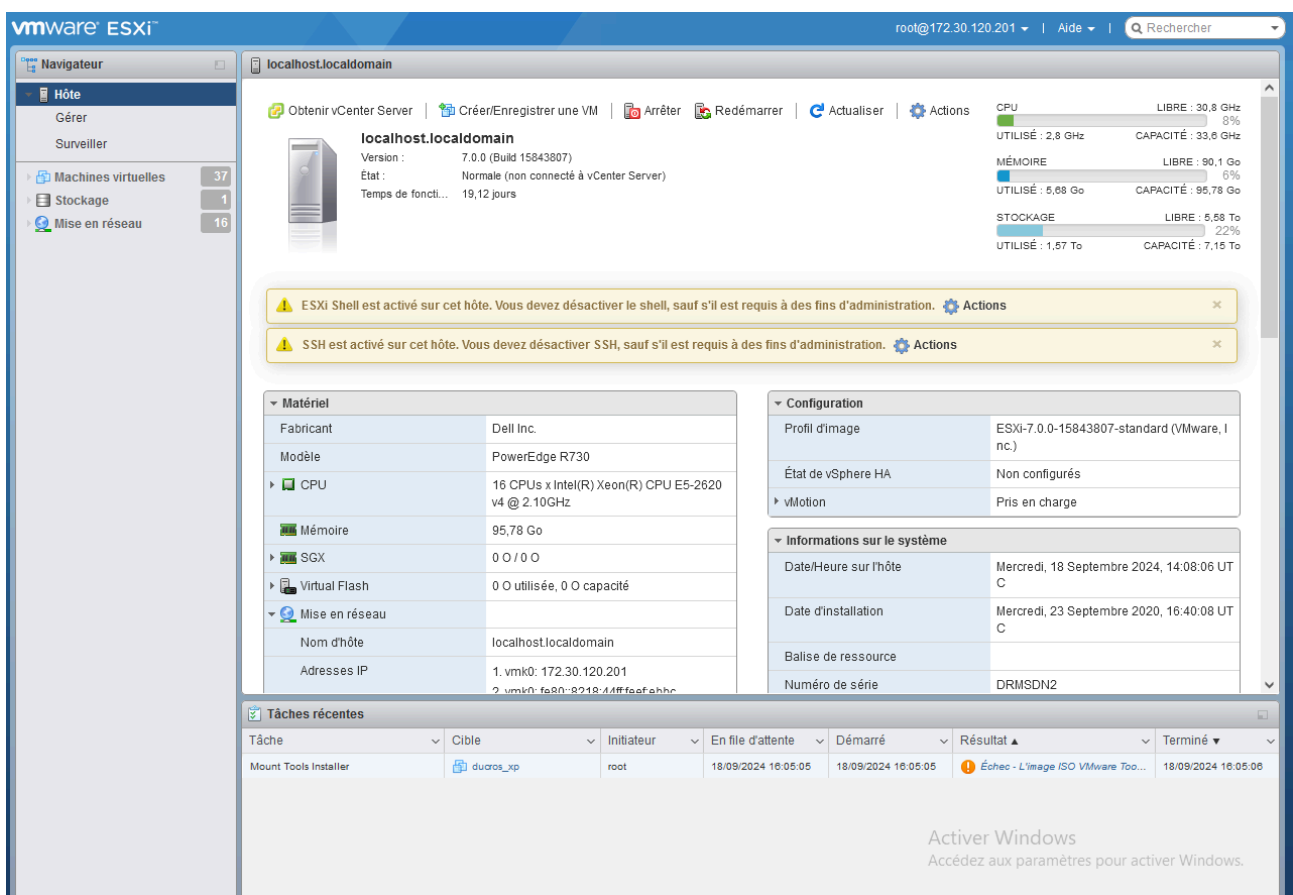 vmware ESXi™
root@172.30.120.201 | Aide | Rechercher
Navigateur
Hôte
Gérer
Surveiller
Machines virtuelles 37
Stockage 1
Mise en réseau 16
localhost.localdomain
Obtenir vCenter Server | Créer/Enregistrer une VM | Arrêter Redémarrer | Actualiser | Actions
localhost.localdomain
Version : 7.0.0 (Build 15843807)
État : Normale (non connecté à vCenter Server)
Temps de foncti... 19,12 jours
CPU LIBRE : 30,8 GHz
8%
UTILISÉ : 2,8 GHz CAPACITÉ : 33,6 GHz
MÉMOIRE LIBRE : 90,1 Go
6%
UTILISÉ : 5,68 Go CAPACITÉ : 95,78 Go
STOCKAGE LIBRE : 5,58 To
22%
UTILISÉ : 1,57 To CAPACITÉ : 7,15 To
ESXi Shell est activé sur cet hôte. Vous devez désactiver le shell, sauf s'il est requis à des fins d'administration. Actions
SSH est activé sur cet hôte. Vous devez désactiver SSH, sauf s'il est requis à des fins d'administration. Actions
Matériel
Fabricant Dell Inc.
Modèle PowerEdge R730
CPU 16 CPUs x Intel(R) Xeon(R) CPU E5-2620
v4 @ 2.10GHz
Mémoire 95,78 Go
SGX 0 O / 0 O
Virtual Flash 0 O utilisée, 0 O capacité
Mise en réseau
Nom d'hôte localhost.localdomain
Adresses IP 1. vmk0: 172.30.120.201
Configuration
Profil d'image ESXi-7.0.0-15843807-standard (VMware, I
nc.)
État de vSphere HA Non configurés
vMotion Pris en charge
Informations sur le système
Date/Heure sur l'hôte Mercredi, 18 Septembre 2024, 14:08:06 UT
C
Date d'installation Mercredi, 23 Septembre 2020, 16:40:08 UT
C
Balise de ressource
Numéro de série DRMSDN2
Tâches récentes
Tâche Cible Initiateur En file d'attente Démarré Résultat ▲ Terminé ▼
Mount Tools Installer ducros_xp root 18/09/2024 16:05:05 18/09/2024 16:05:05 Échec - L'image ISO VMware Too... 18/09/2024 16:05:06
Activer Windows
Accédez aux paramètres pour activer Windows.